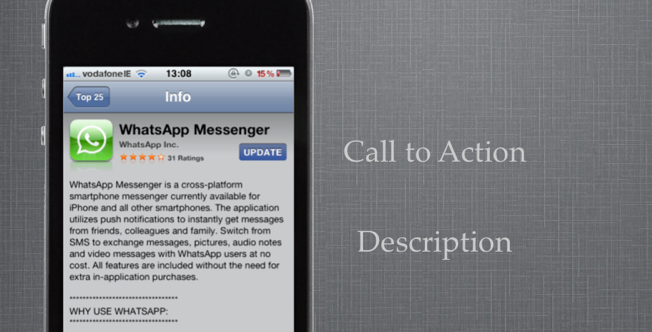 vodafone IE 13:08 15%
Top 25 Info
WhatsApp Messenger
WhatsApp Inc.
31 Ratings
UPDATE
WhatsApp Messenger is a cross-platform
smartphone messenger currently available for
iPhone and all other smartphones. The application
utilizes push notifications to instantly get messages
from friends, colleagues and family. Switch from
SMS to exchange messages, pictures, audio notes
and video messages with WhatsApp users at no
cost. All features are included without the need for
extra in-application purchases.
*********************************
WHY USE WHATSAPP:
*********************************
Call to Action
Description